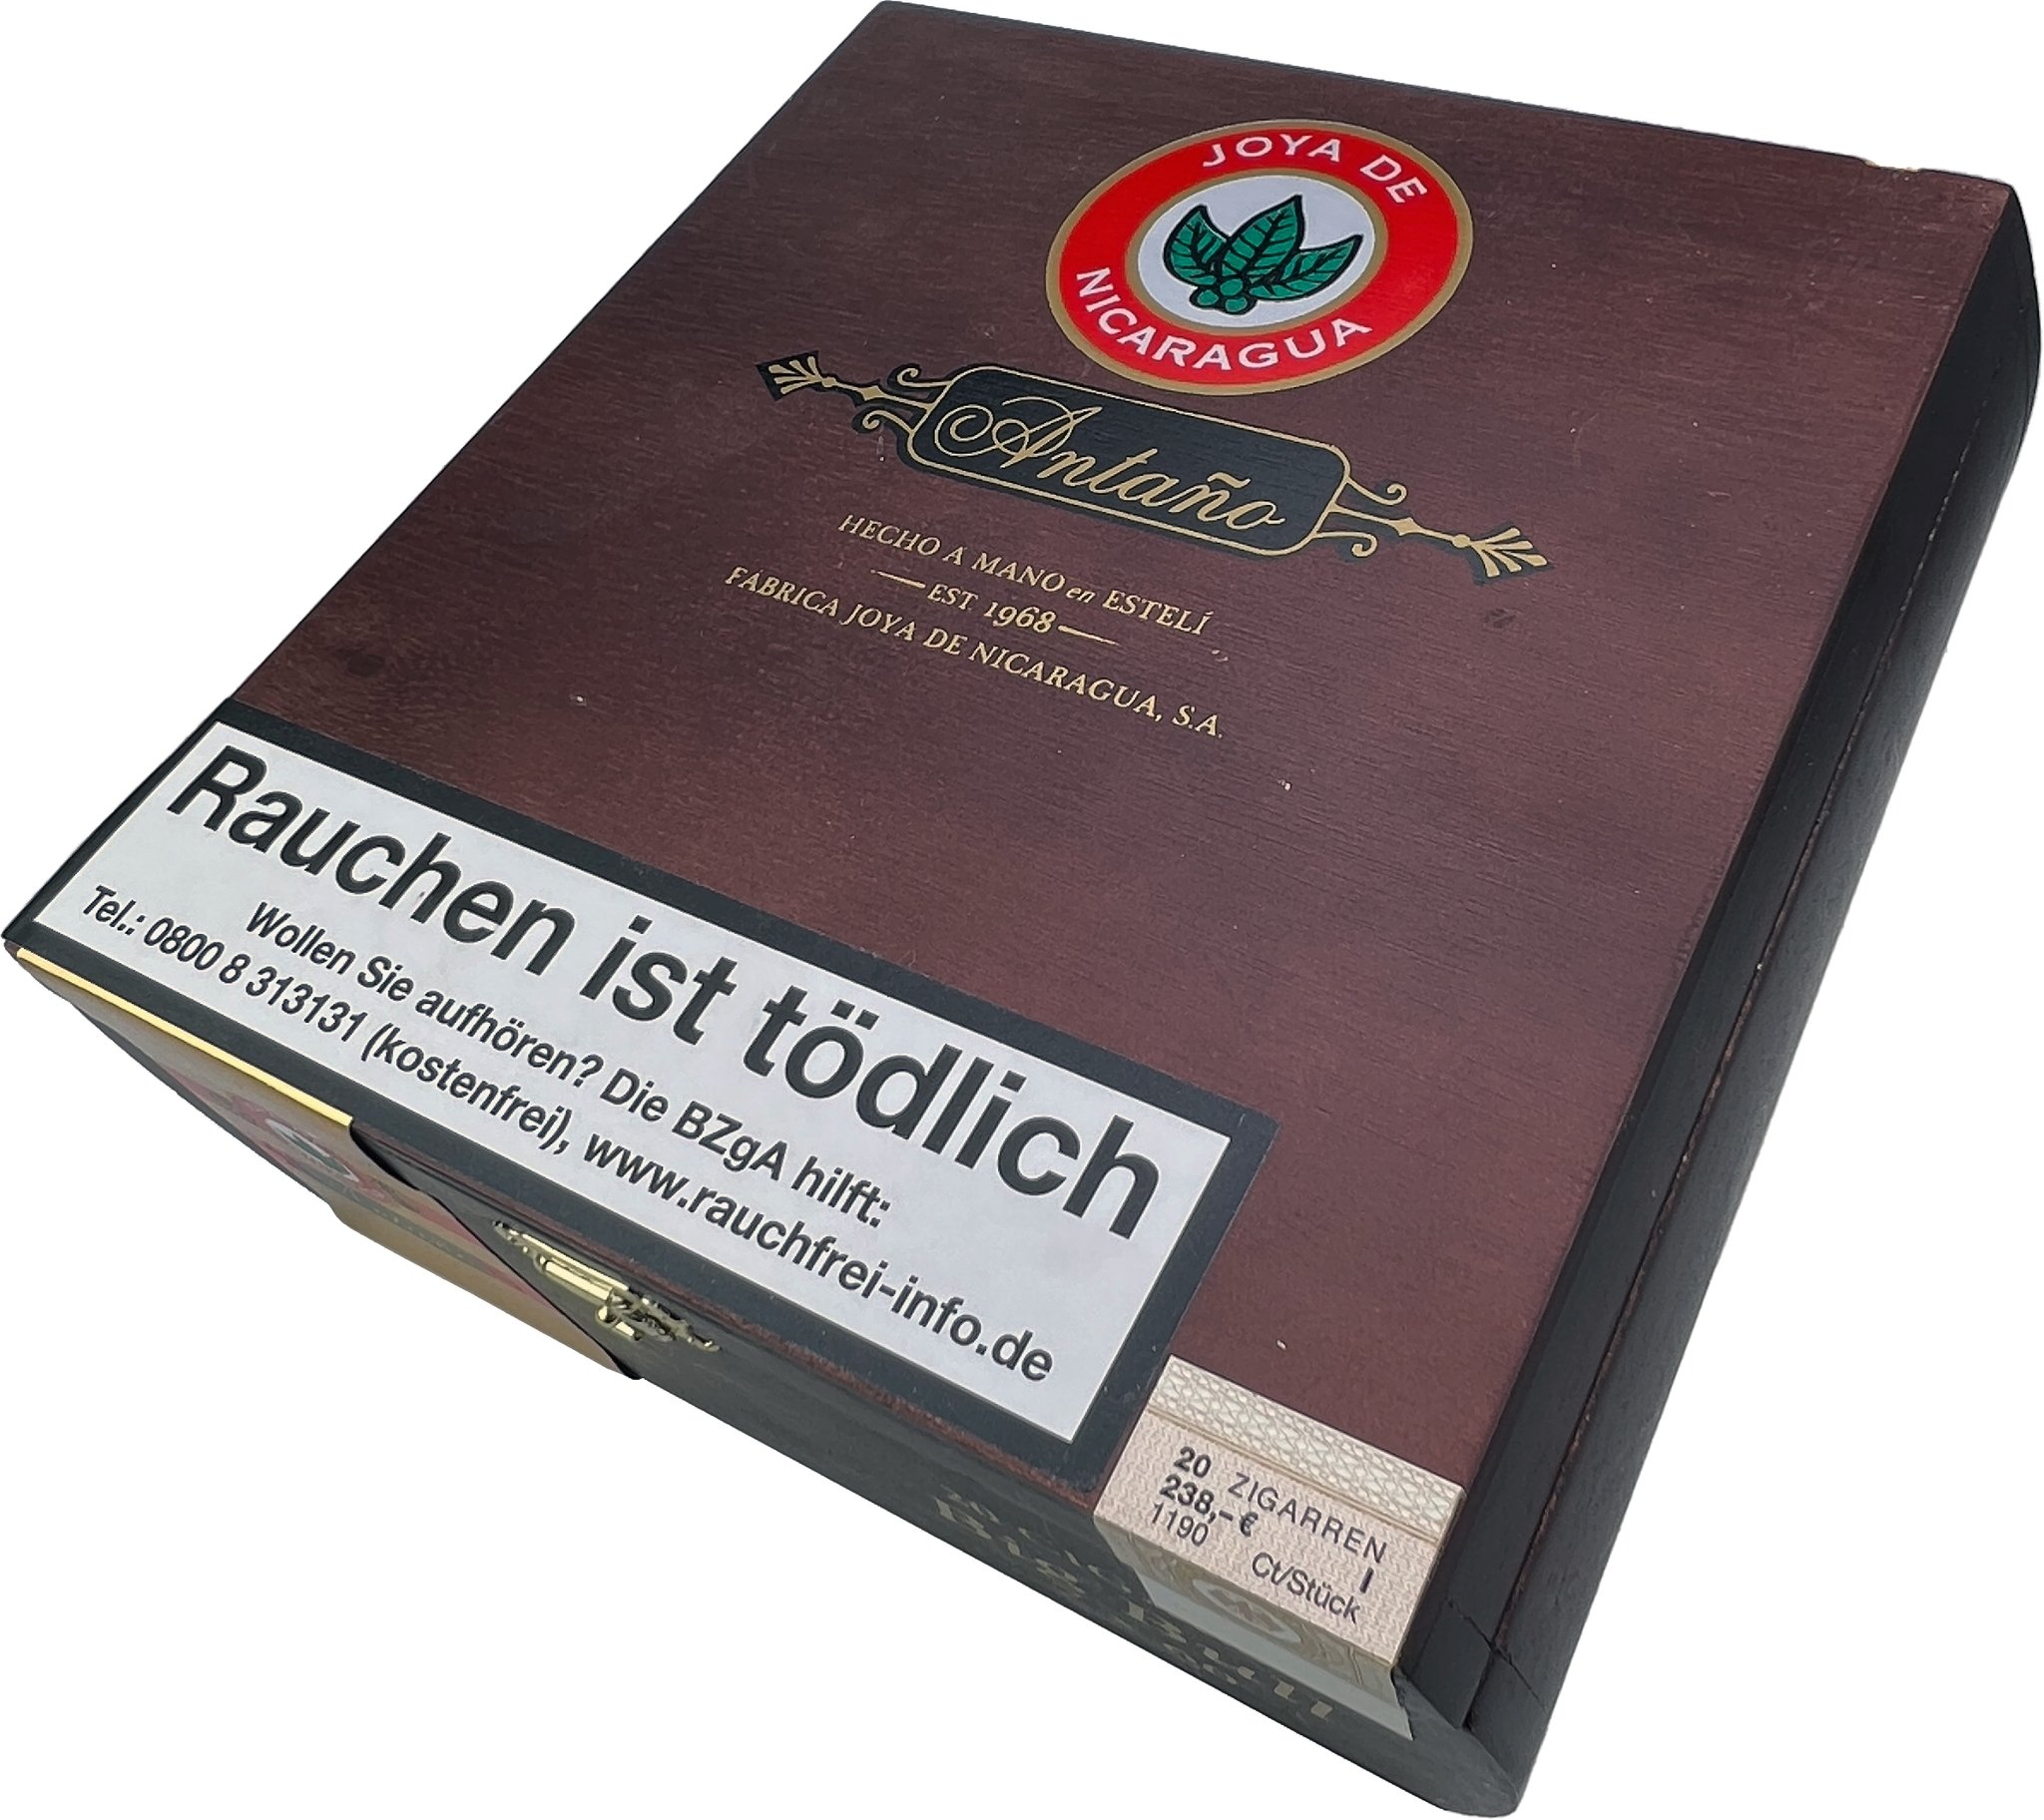 JOYA DE
NICARAGUA
Antaño
HECHO A MANO en ESTELÍ
EST 1968
FÁBRICA JOYA DE NICARAGUA, S.A.
Rauchen ist tödlich
Wollen Sie aufhören? Die BZgA hilft:
Tel.: 0800 8 313131 (kostenfrei), www.rauchfrei-info.de
20 ZIGARREN
238,– € I
1190 Ct/Stück